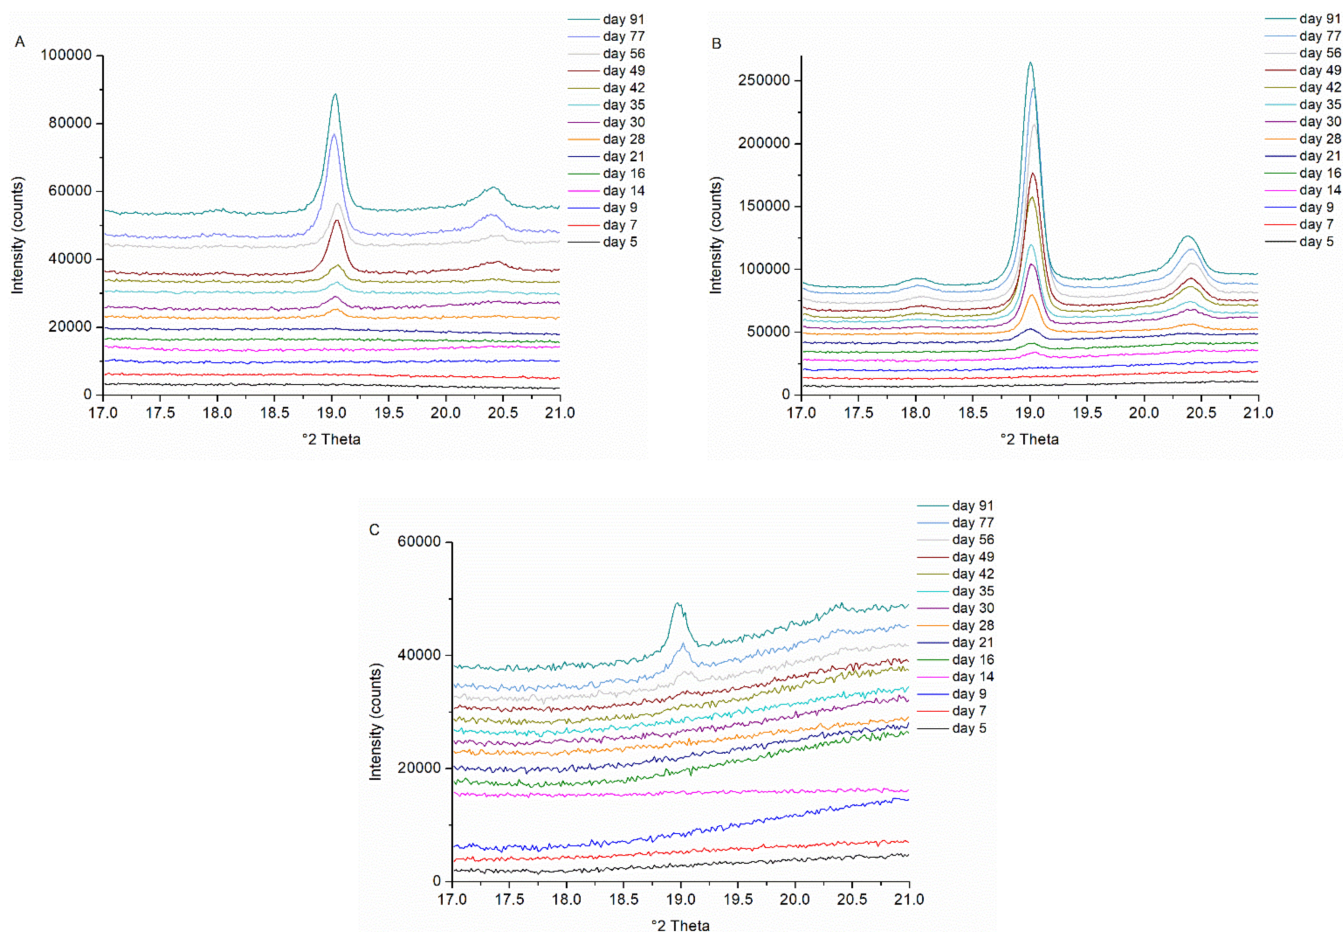 A
day 91
day 77
day 56
day 49
day 42
day 35
day 30
day 28
day 21
day 16
day 14
day 9
day 7
day 5
100000
80000
60000
40000
20000
0
Intensity (counts)
17.0 17.5 18.0 18.5 19.0 19.5 20.0 20.5 21.0
°2 Theta
B
day 91
day 77
day 56
day 49
day 42
day 35
day 30
day 28
day 21
day 16
day 14
day 9
day 7
day 5
250000
200000
150000
100000
50000
0
Intensity (counts)
17.0 17.5 18.0 18.5 19.0 19.5 20.0 20.5 21.0
°2 Theta
C
day 91
day 77
day 56
day 49
day 42
day 35
day 30
day 28
day 21
day 16
day 14
day 9
day 7
day 5
60000
40000
20000
0
Intensity (counts)
17.0 17.5 18.0 18.5 19.0 19.5 20.0 20.5 21.0
°2 Theta